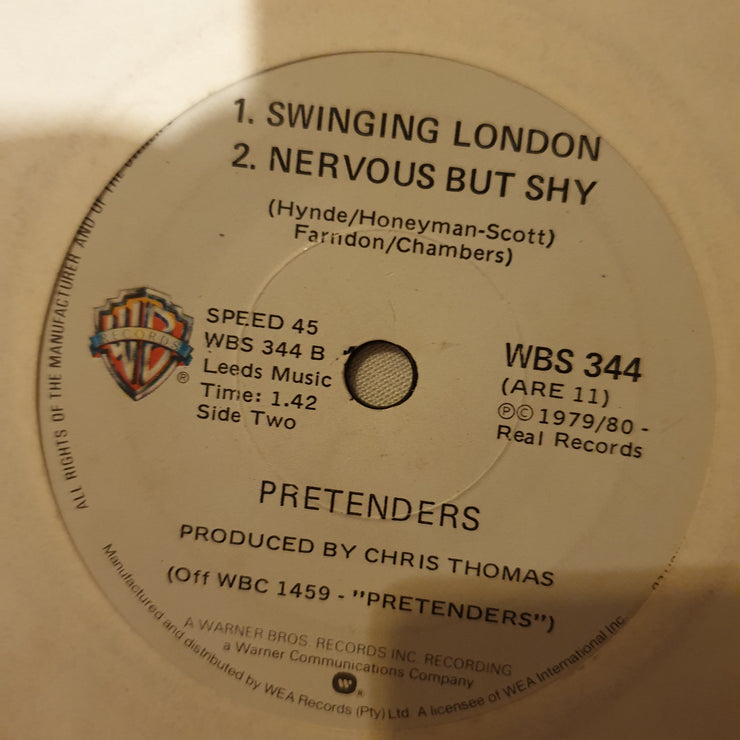 1. SWINGING LONDON
2. NERVOUS BUT SHY
(Hynde/Honeyman-Scott)
Farndon/Chambers)
WB
RECORDS
®
SPEED 45
WBS 344 B
Leeds Music
Time: 1.42
Side Two
WBS 344
(ARE 11)
ⓅⒸ 1979/80 -
Real Records
PRETENDERS
PRODUCED BY CHRIS THOMAS
(Off WBC 1459 - "PRETENDERS")
A WARNER BROS. RECORDS INC. RECORDING
a Warner Communications Company
ALL RIGHTS OF THE MANUFACTURER AND OF THE
Manufactured and distributed by WEA Records (Pty) Ltd. A licensee of WEA International Inc.